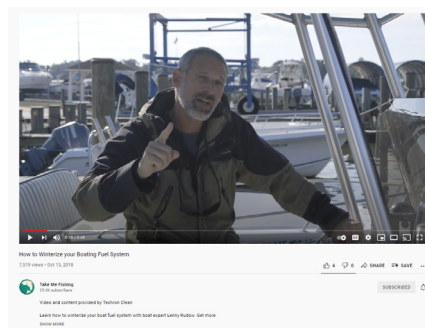 How to Winterize your Boating Fuel System
7,519 views • Oct 15, 2018
6
6
SHARE
SAVE
Take Me Fishing
SUBSCRIBED
Video and content provided by Techron Clean
Learn how to winterize your boat fuel system with boat expert Lenny Rudow. Get more
SHOW MORE